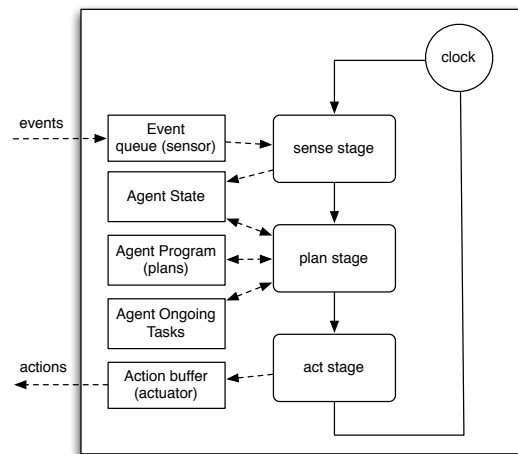 clock
events
Event
queue (sensor)
sense stage
Agent State
Agent Program
(plans)
plan stage
Agent Ongoing
Tasks
act stage
actions
Action buffer
(actuator)